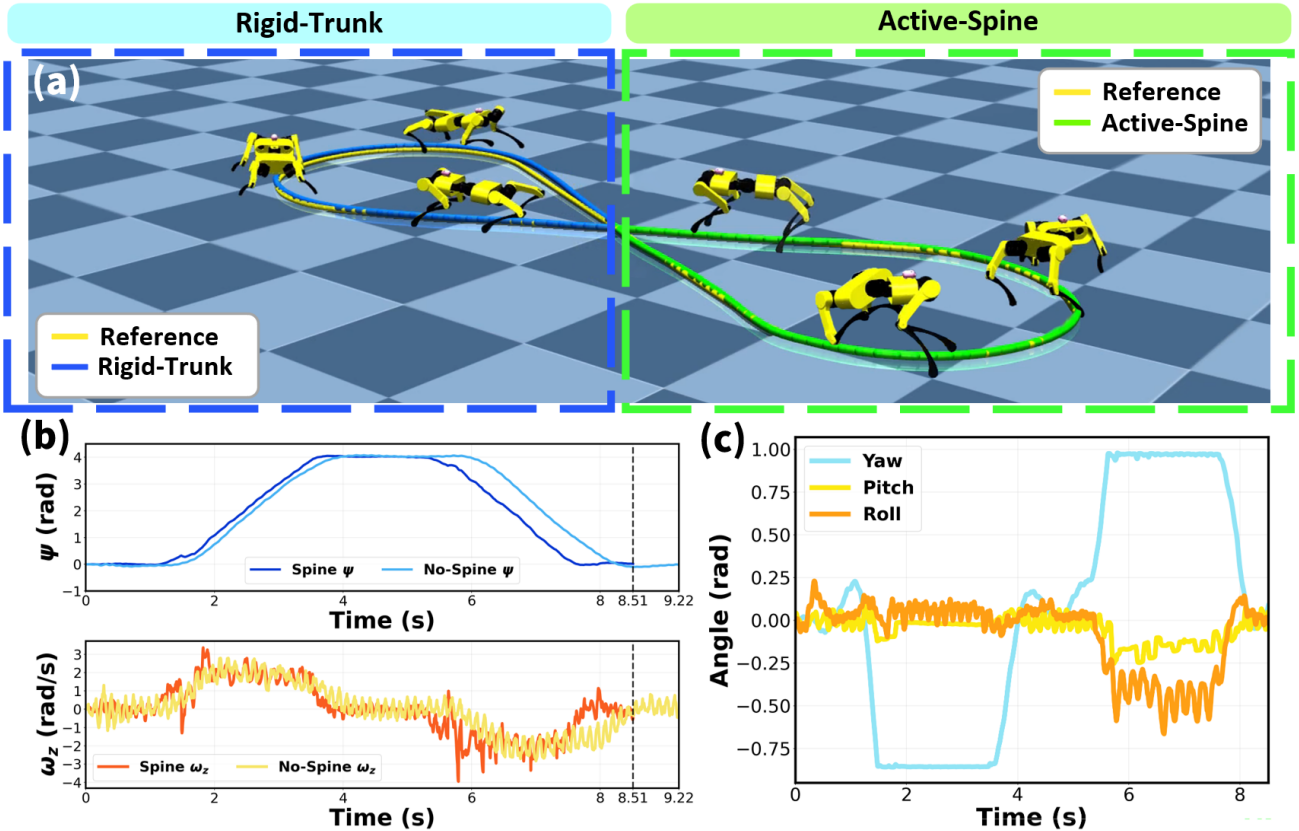 Rigid-Trunk
Active-Spine
(a)
Reference
Active-Spine
Reference
Rigid-Trunk
(b)
ψ (rad)
4
3
2
1
0
−1
Spine ψ
No-Spine ψ
0 2 4 6 8 8.51 9.22
Time (s)
ω_z (rad/s)
3
2
1
0
−1
−2
−3
−4
Spine ω_z
No-Spine ω_z
0 2 4 6 8 8.51 9.22
Time (s)
(c)
Angle (rad)
1.00
0.75
0.50
0.25
0.00
−0.25
−0.50
−0.75
Yaw
Pitch
Roll
0 2 4 6 8
Time (s)